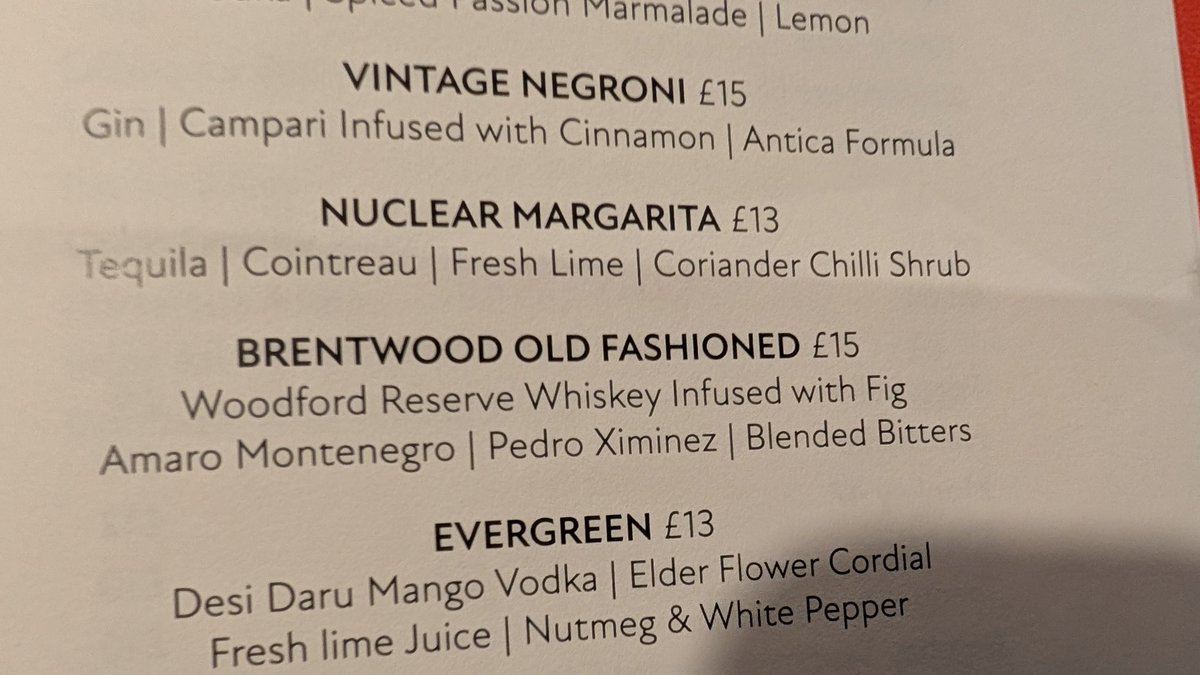 Spiced Passion Marmalade | Lemon
VINTAGE NEGRONI £15
Gin | Campari Infused with Cinnamon | Antica Formula
NUCLEAR MARGARITA £13
Tequila | Cointreau | Fresh Lime | Coriander Chilli Shrub
BRENTWOOD OLD FASHIONED £15
Woodford Reserve Whiskey Infused with Fig
Amaro Montenegro | Pedro Ximinez | Blended Bitters
EVERGREEN £13
Desi Daru Mango Vodka | Elder Flower Cordial
Fresh lime Juice | Nutmeg & White Pepper